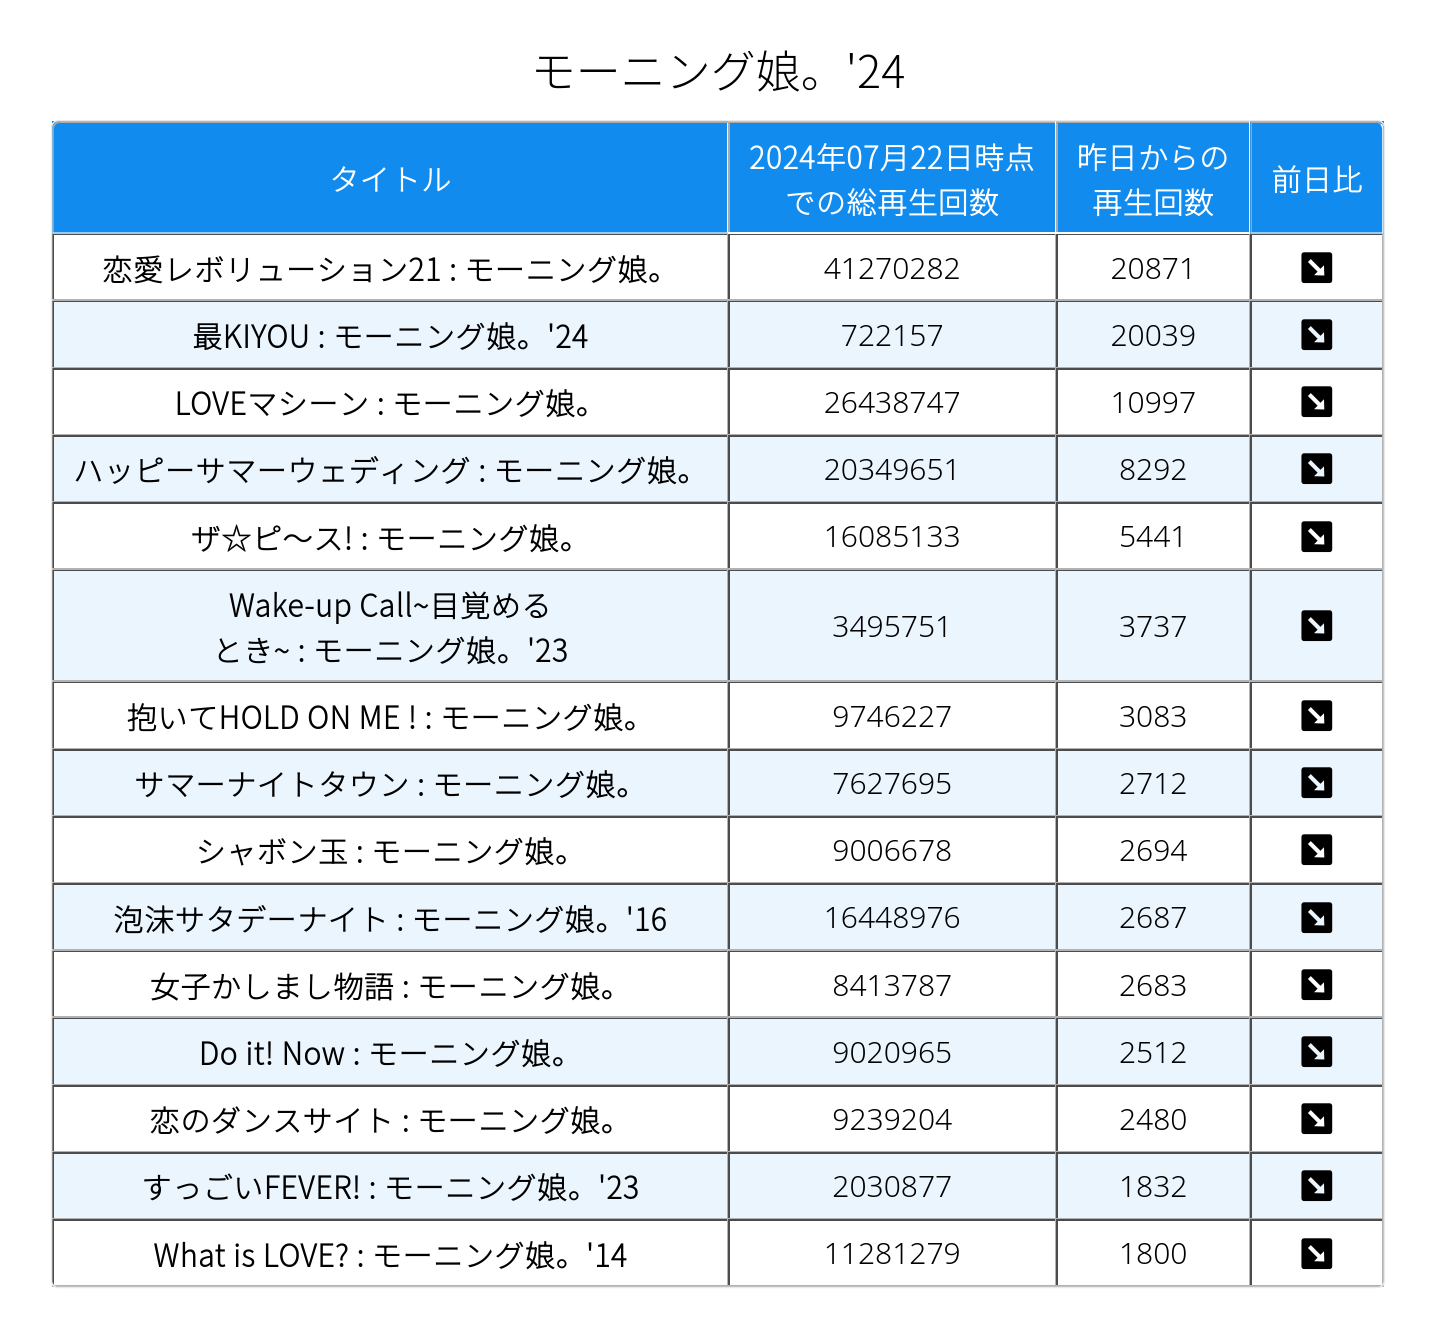 モーニング娘。'24
タイトル
2024年07月22日時点
での総再生回数
昨日からの
再生回数
前日比
恋愛レボリューション21 : モーニング娘。 41270282 20871
最KIYOU : モーニング娘。'24 722157 20039
LOVEマシーン : モーニング娘。 26438747 10997
ハッピーサマーウェディング : モーニング娘。 20349651 8292
ザ☆ピ〜ス! : モーニング娘。 16085133 5441
Wake-up Call~目覚める
とき~ : モーニング娘。'23 3495751 3737
抱いてHOLD ON ME ! : モーニング娘。 9746227 3083
サマーナイトタウン : モーニング娘。 7627695 2712
シャボン玉 : モーニング娘。 9006678 2694
泡沫サタデーナイト : モーニング娘。'16 16448976 2687
女子かしまし物語 : モーニング娘。 8413787 2683
Do it! Now : モーニング娘。 9020965 2512
恋のダンスサイト : モーニング娘。 9239204 2480
すっごいFEVER! : モーニング娘。'23 2030877 1832
What is LOVE? : モーニング娘。'14 11281279 1800